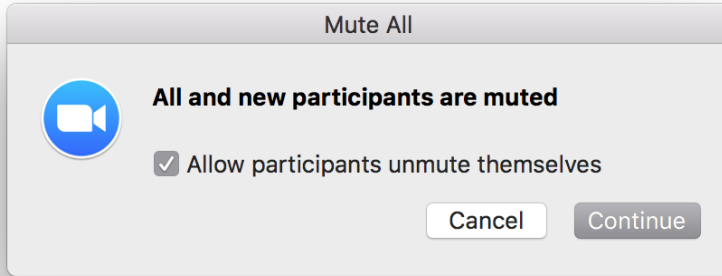 Mute All
All and new participants are muted
Allow participants unmute themselves
Cancel Continue